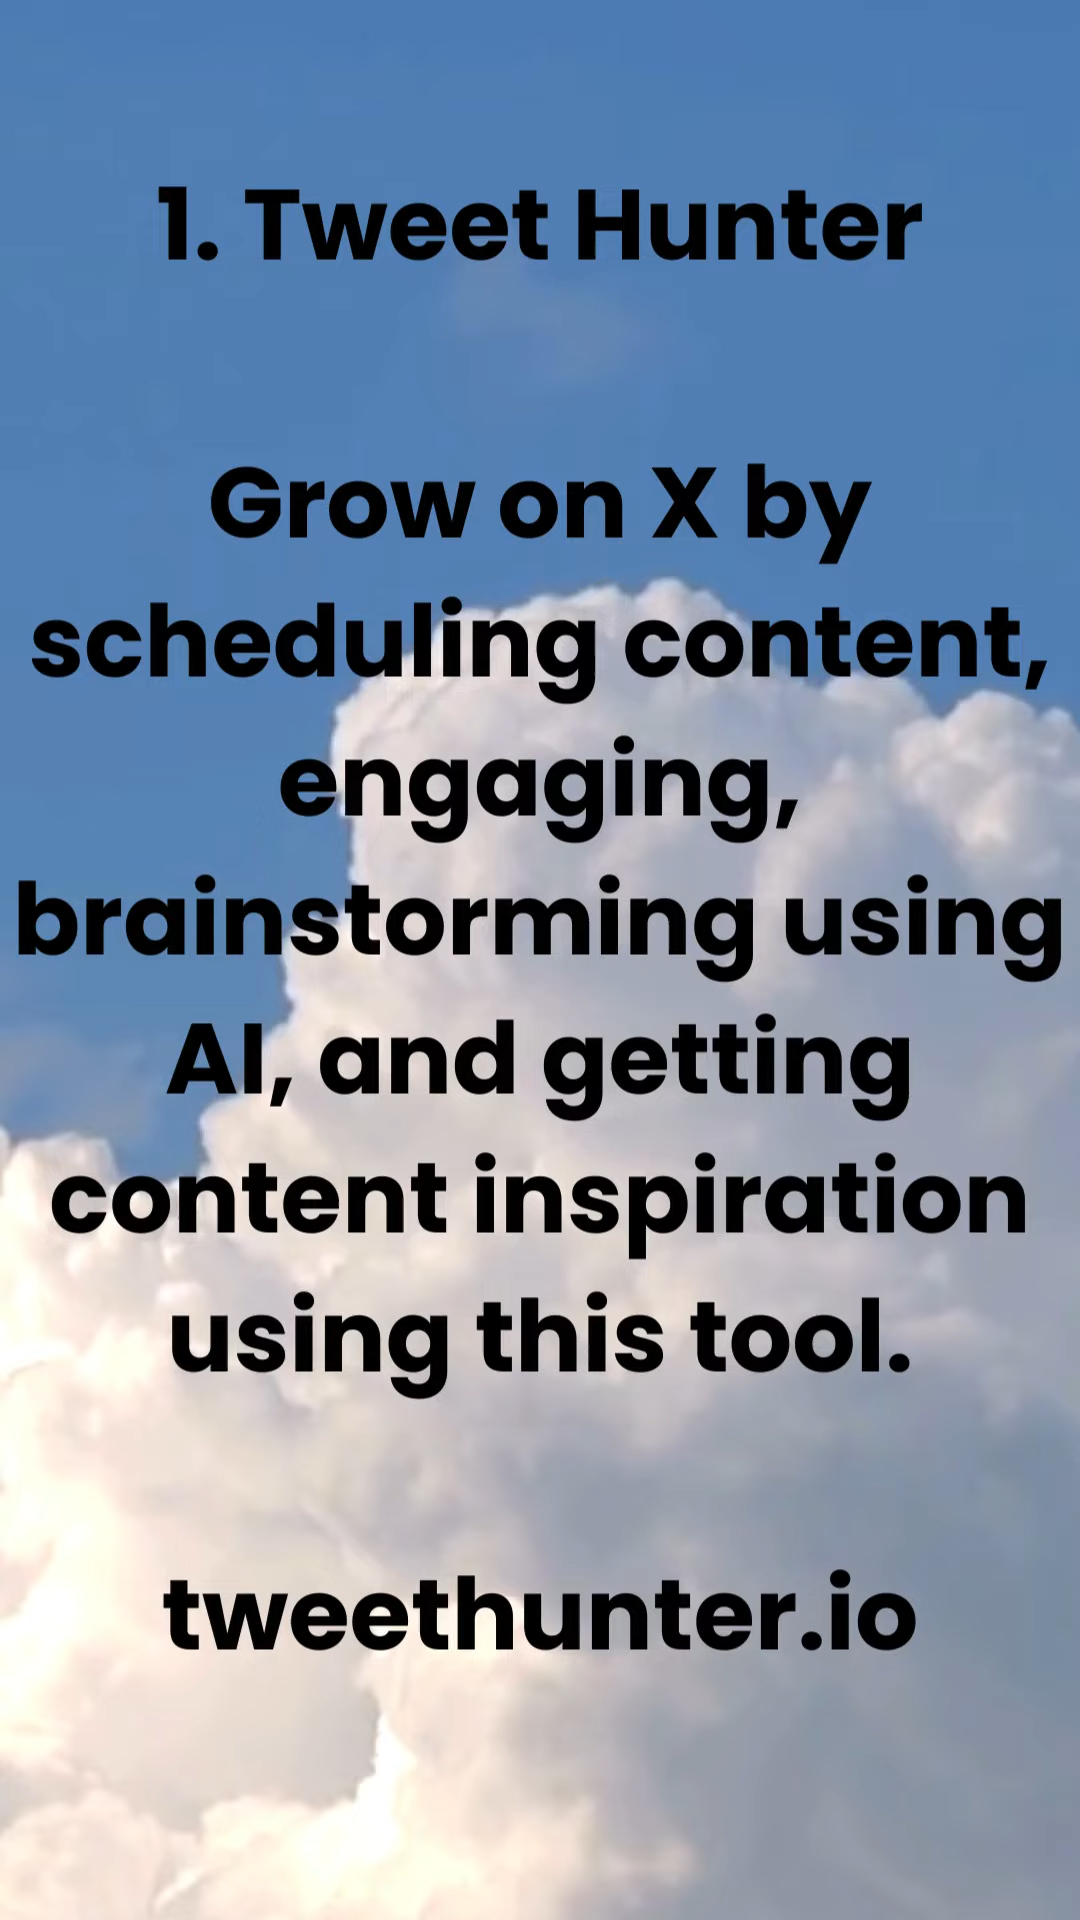 1. Tweet Hunter
Grow on X by
scheduling content,
engaging,
brainstorming using
AI, and getting
content inspiration
using this tool.
tweethunter.io